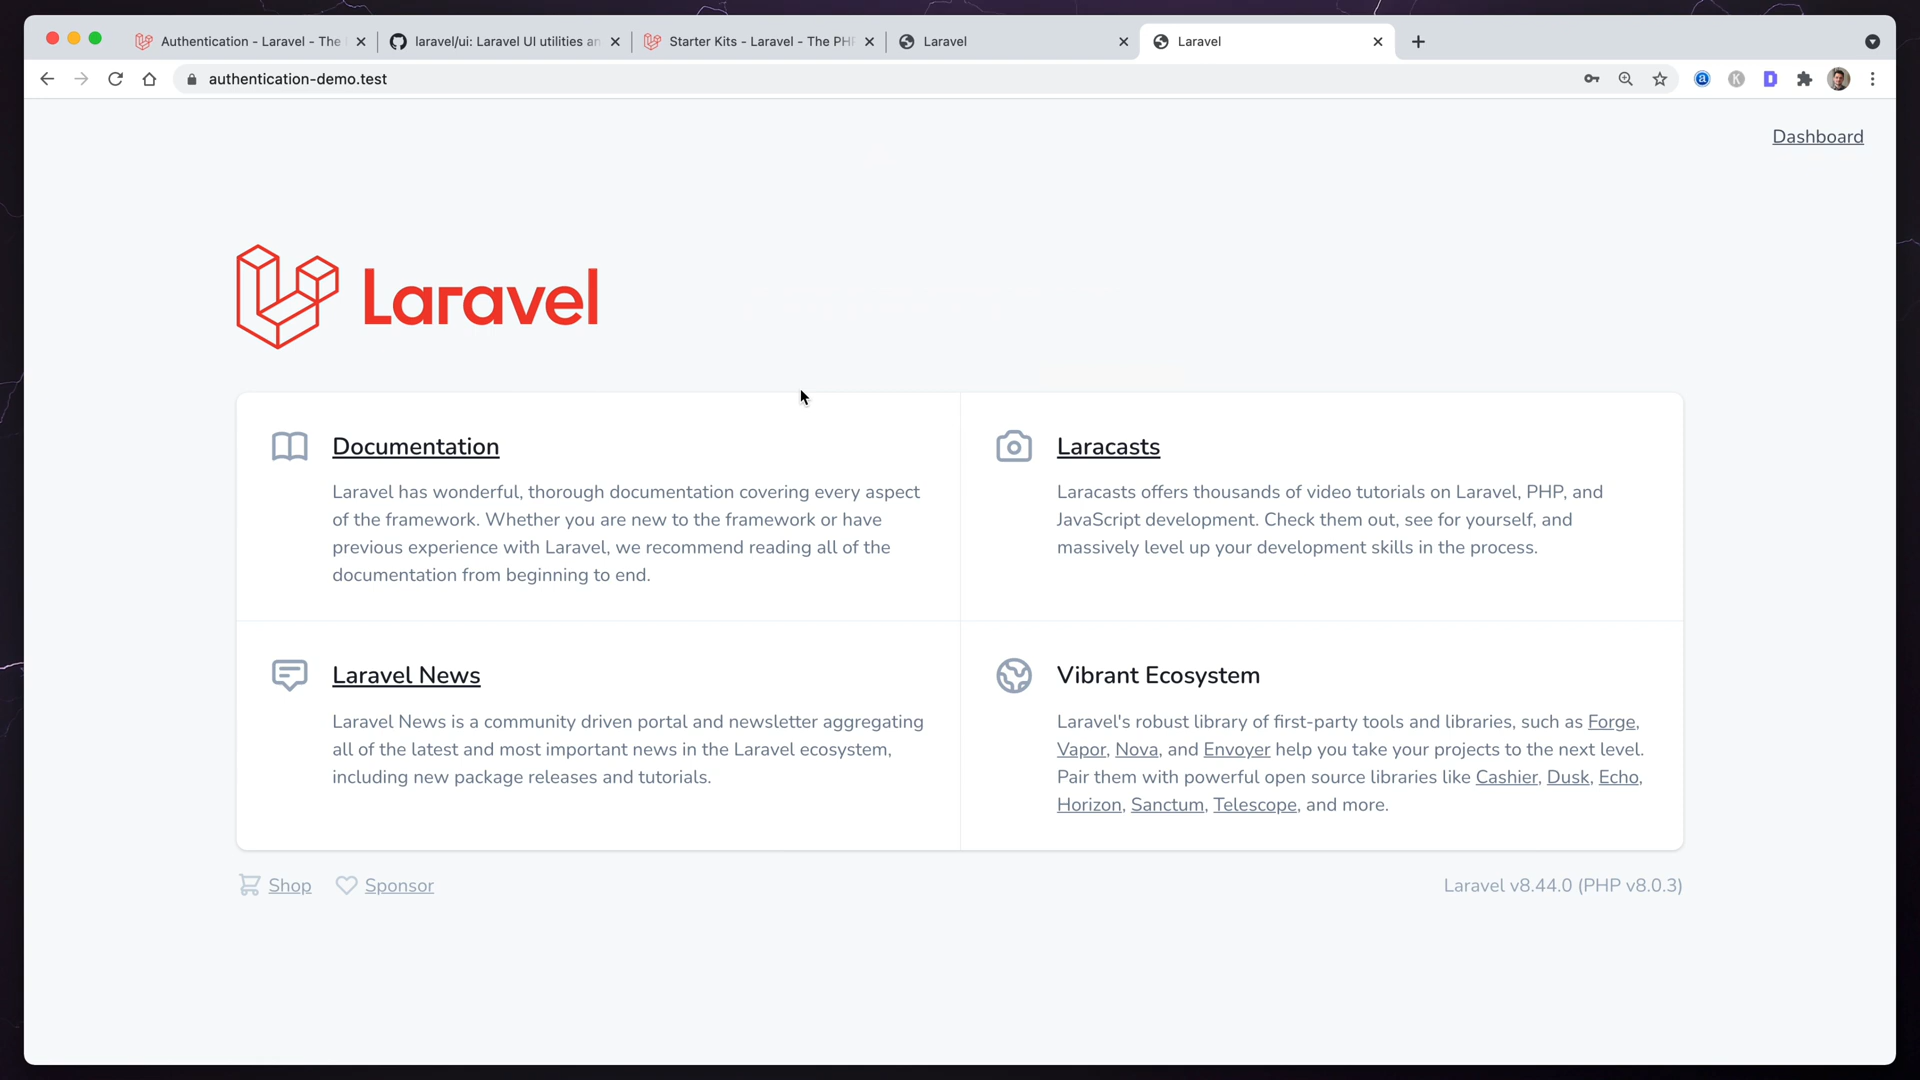 Authentication - Laravel - The
laravel/ui: Laravel UI utilities an
Starter Kits - Laravel - The PHP
Laravel
Laravel
authentication-demo.test
Dashboard
Laravel
Documentation
Laravel has wonderful, thorough documentation covering every aspect
of the framework. Whether you are new to the framework or have
previous experience with Laravel, we recommend reading all of the
documentation from beginning to end.
Laracasts
Laracasts offers thousands of video tutorials on Laravel, PHP, and
JavaScript development. Check them out, see for yourself, and
massively level up your development skills in the process.
Laravel News
Laravel News is a community driven portal and newsletter aggregating
all of the latest and most important news in the Laravel ecosystem,
including new package releases and tutorials.
Vibrant Ecosystem
Laravel's robust library of first-party tools and libraries, such as Forge,
Vapor, Nova, and Envoyer help you take your projects to the next level.
Pair them with powerful open source libraries like Cashier, Dusk, Echo,
Horizon, Sanctum, Telescope, and more.
Shop
Sponsor
Laravel v8.44.0 (PHP v8.0.3)